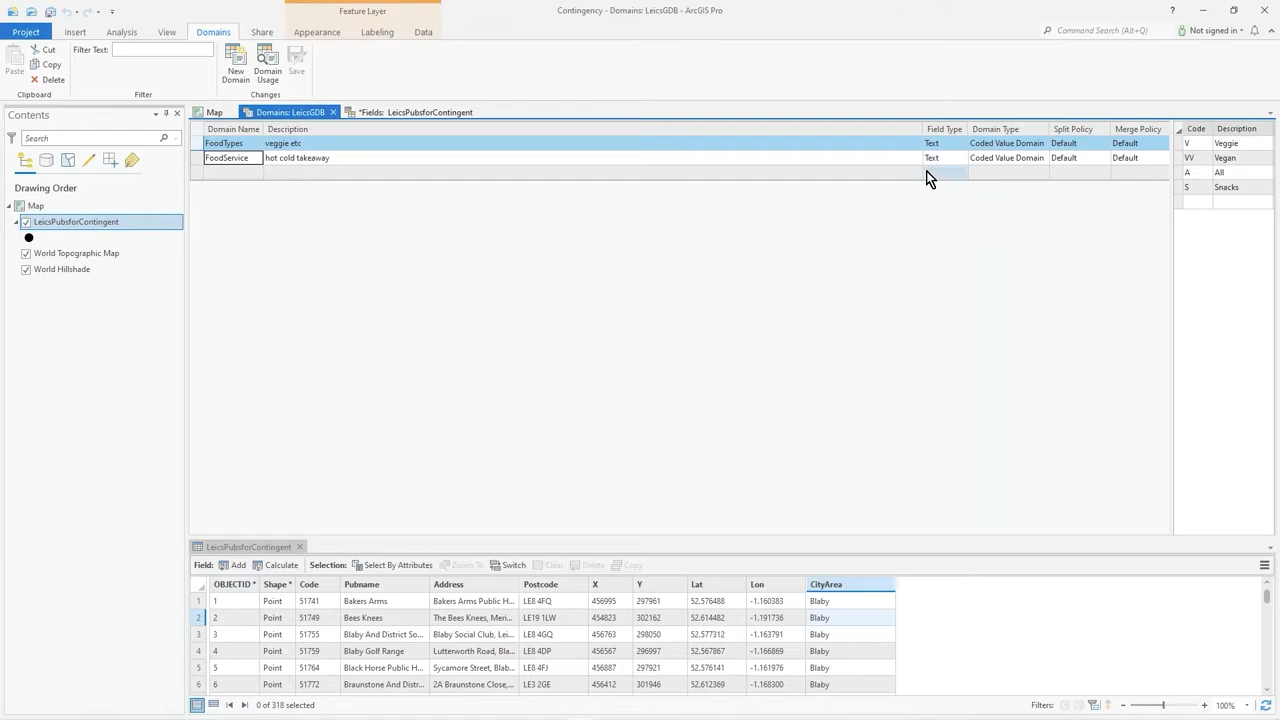 Feature Layer
Contingency - Domains: LeicsGDB - ArcGIS Pro
Project
Insert
Analysis
View
Domains
Share
Appearance
Labeling
Data
Command Search (Alt+Q)
Not signed in
Paste
Cut
Copy
Delete
Clipboard
Filter Text:
Filter
New Domain
Domain Usage
Save
Changes
Contents
Search
Drawing Order
Map
LeicsPubsforContingent
World Topographic Map
World Hillshade
Map
Domains: LeicsGDB
*Fields: LeicsPubsforContingent
Domain Name Description Field Type Domain Type Split Policy Merge Policy
FoodTypes veggie etc Text Coded Value Domain Default Default
FoodService hot cold takeaway Text Coded Value Domain Default Default
Code Description
V Veggie
VV Vegan
A All
S Snacks
LeicsPubsforContingent
Field: Add Calculate Selection: Select By Attributes Zoom To Switch Clear Delete Copy
OBJECTID * Shape * Code Pubname Address Postcode X Y Lat Lon CityArea
1 1 Point 51741 Bakers Arms Bakers Arms Public H... LE8 4FQ 456995 297961 52.576488 -1.160383 Blaby
2 2 Point 51749 Bees Knees The Bees Knees, Meri... LE19 1LW 454823 302162 52.614482 -1.191736 Blaby
3 3 Point 51755 Blaby And District So... Blaby Social Club, Lei... LE8 4GQ 456763 298050 52.577312 -1.163791 Blaby
4 4 Point 51759 Blaby Golf Range Lutterworth Road, Bla... LE8 4DP 456567 296997 52.567867 -1.166869 Blaby
5 5 Point 51764 Black Horse Public H... Sycamore Street, Blab... LE8 4FJ 456887 297921 52.576141 -1.161976 Blaby
6 6 Point 51772 Braunstone And Distr... 2A Braunstone Close,... LE3 2GE 456412 301946 52.612369 -1.168300 Blaby
0 of 318 selected
Filters:
100%